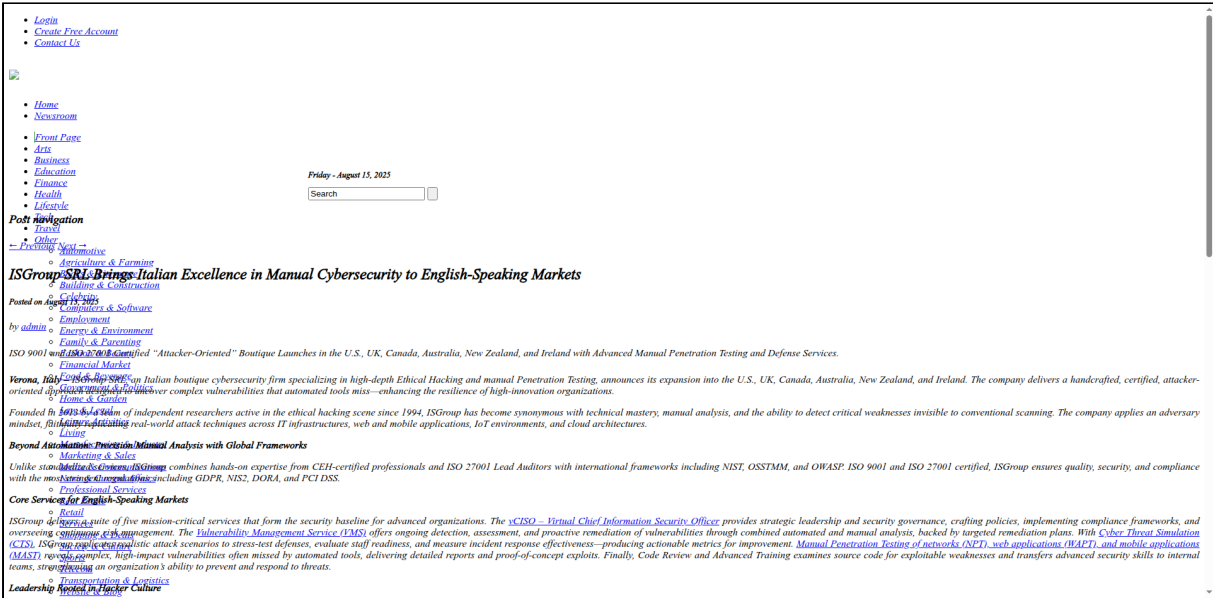 Login
Create Free Account
Contact Us
Home
Newsroom
Front Page
Arts
Business
Education
Finance
Health
Lifestyle
Tech
Travel
Other
Automotive
Agriculture & Farming
Building & Construction
Celebrity
Computers & Software
Employment
Energy & Environment
Family & Parenting
Financial Market
Food & Beverage
Government & Politics
Home & Garden
Living
Marketing & Sales
Professional Services
Retail
Services
Society & Culture
Telecom
Transportation & Logistics
Website & Blog
Friday - August 15, 2025
Search
Post navigation
← Previous Next →
ISGroup SRL Brings Italian Excellence in Manual Cybersecurity to English-Speaking Markets
Posted on August 15, 2025
by admin
ISO 9001 and ISO 27001 Certified “Attacker-Oriented” Boutique Launches in the U.S., UK, Canada, Australia, New Zealand, and Ireland with Advanced Manual Penetration Testing and Defense Services.
Verona, Italy – ISGroup SRL, an Italian boutique cybersecurity firm specializing in high-depth Ethical Hacking and manual Penetration Testing, announces its expansion into the U.S., UK, Canada, Australia, New Zealand, and Ireland. The company delivers a handcrafted, certified, attacker-
oriented approach designed to uncover complex vulnerabilities that automated tools miss—enhancing the resilience of high-innovation organizations.
Founded in 2013 by a team of independent researchers active in the ethical hacking scene since 1994, ISGroup has become synonymous with technical mastery, manual analysis, and the ability to detect critical weaknesses invisible to conventional scanning. The company applies an adversary
mindset, faithfully replicating real-world attack techniques across IT infrastructures, web and mobile applications, IoT environments, and cloud architectures.
Beyond Automation: Precision Manual Analysis with Global Frameworks
Unlike standardized services, ISGroup combines hands-on expertise from CEH-certified professionals and ISO 27001 Lead Auditors with international frameworks including NIST, OSSTMM, and OWASP. ISO 9001 and ISO 27001 certified, ISGroup ensures quality, security, and compliance
with the most stringent regulations, including GDPR, NIS2, DORA, and PCI DSS.
Core Services for English-Speaking Markets
ISGroup delivers a suite of five mission-critical services that form the security baseline for advanced organizations. The vCISO – Virtual Chief Information Security Officer provides strategic leadership and security governance, crafting policies, implementing compliance frameworks, and
overseeing continuous risk management. The Vulnerability Management Service (VMS) offers ongoing detection, assessment, and proactive remediation of vulnerabilities through combined automated and manual analysis, backed by targeted remediation plans. With Cyber Threat Simulation
(CTS), ISGroup replicates realistic attack scenarios to stress-test defenses, evaluate staff readiness, and measure incident response effectiveness—producing actionable metrics for improvement. Manual Penetration Testing of networks (NPT), web applications (WAPT), and mobile applications
(MAST) reveals complex, high-impact vulnerabilities often missed by automated tools, delivering detailed reports and proof-of-concept exploits. Finally, Code Review and Advanced Training examines source code for exploitable weaknesses and transfers advanced security skills to internal
teams, strengthening an organization’s ability to prevent and respond to threats.
Leadership Rooted in Hacker Culture